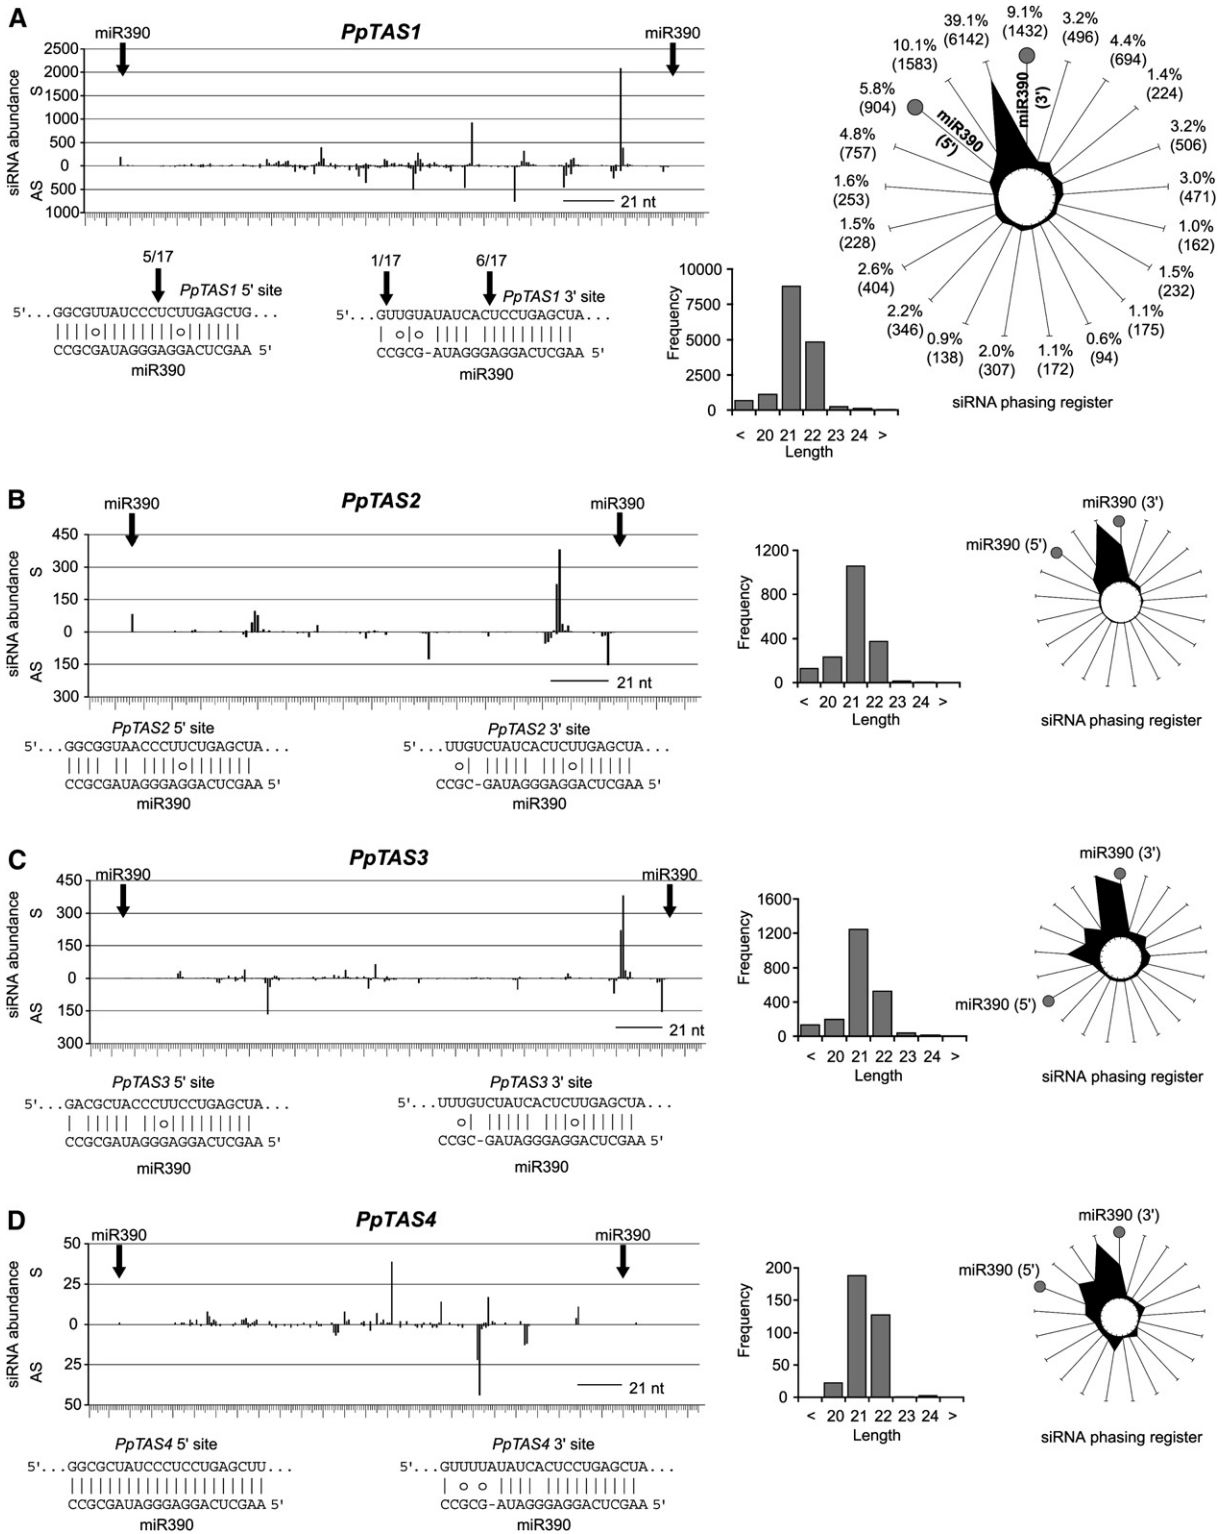 A
PpTAS1
miR390
miR390
2500
2000
1500
1000
500
0
500
1000
siRNA abundance
S
AS
21 nt
5/17
PpTAS1 5' site
5'...GGCGUUAUCCCUCUUGAGCUG...
CCGCGAUAGGGAGGACUCGAA 5'
miR390
1/17
6/17
PpTAS1 3' site
5'...GUUGUAUAUCACUCCUGAGCUA...
CCGCG-AUAGGGAGGACUCGAA 5'
miR390
Frequency
10000
7500
5000
2500
0
< 20 21 22 23 24 >
Length
9.1%
(1432)
3.2%
(496)
4.4%
(694)
1.4%
(224)
3.2%
(506)
3.0%
(471)
1.0%
(162)
1.5%
(232)
1.1%
(175)
0.6%
(94)
1.1%
(172)
2.0%
(307)
0.9%
(138)
2.2%
(346)
2.6%
(404)
1.5%
(228)
1.6%
(253)
4.8%
(757)
5.8%
(904)
10.1%
(1583)
39.1%
(6142)
miR390
(3')
miR390
(5')
siRNA phasing register
B
PpTAS2
miR390
miR390
450
300
150
0
150
300
siRNA abundance
S
AS
21 nt
PpTAS2 5' site
5'...GGCGGUAACCCUUCUGAGCUA...
CCGCGAUAGGGAGGACUCGAA 5'
miR390
PpTAS2 3' site
5'...UUGUCUAUCACUCUUGAGCUA...
CCGC-GAUAGGGAGGACUCGAA 5'
miR390
Frequency
1200
800
400
0
< 20 21 22 23 24 >
Length
miR390 (3')
miR390 (5')
siRNA phasing register
C
PpTAS3
miR390
miR390
450
300
150
0
150
300
siRNA abundance
S
AS
21 nt
PpTAS3 5' site
5'...GACGCUACCCUUCCUGAGCUA...
CCGCGAUAGGGAGGACUCGAA 5'
miR390
PpTAS3 3' site
5'...UUUGUCUAUCACUCUUGAGCUA...
CCGC-GAUAGGGAGGACUCGAA 5'
miR390
Frequency
1600
1200
800
400
0
< 20 21 22 23 24 >
Length
miR390 (3')
miR390 (5')
siRNA phasing register
D
PpTAS4
miR390
miR390
50
25
0
25
50
siRNA abundance
S
AS
21 nt
PpTAS4 5' site
5'...GGCGCUAUCCCUCCUGAGCUU...
CCGCGAUAGGGAGGACUCGAA 5'
miR390
PpTAS4 3' site
5'...GUUUUAUAUCACUCCUGAGCUA...
CCGCG-AUAGGGAGGACUCGAA 5'
miR390
Frequency
200
150
100
50
0
< 20 21 22 23 24 >
Length
miR390 (3')
miR390 (5')
siRNA phasing register